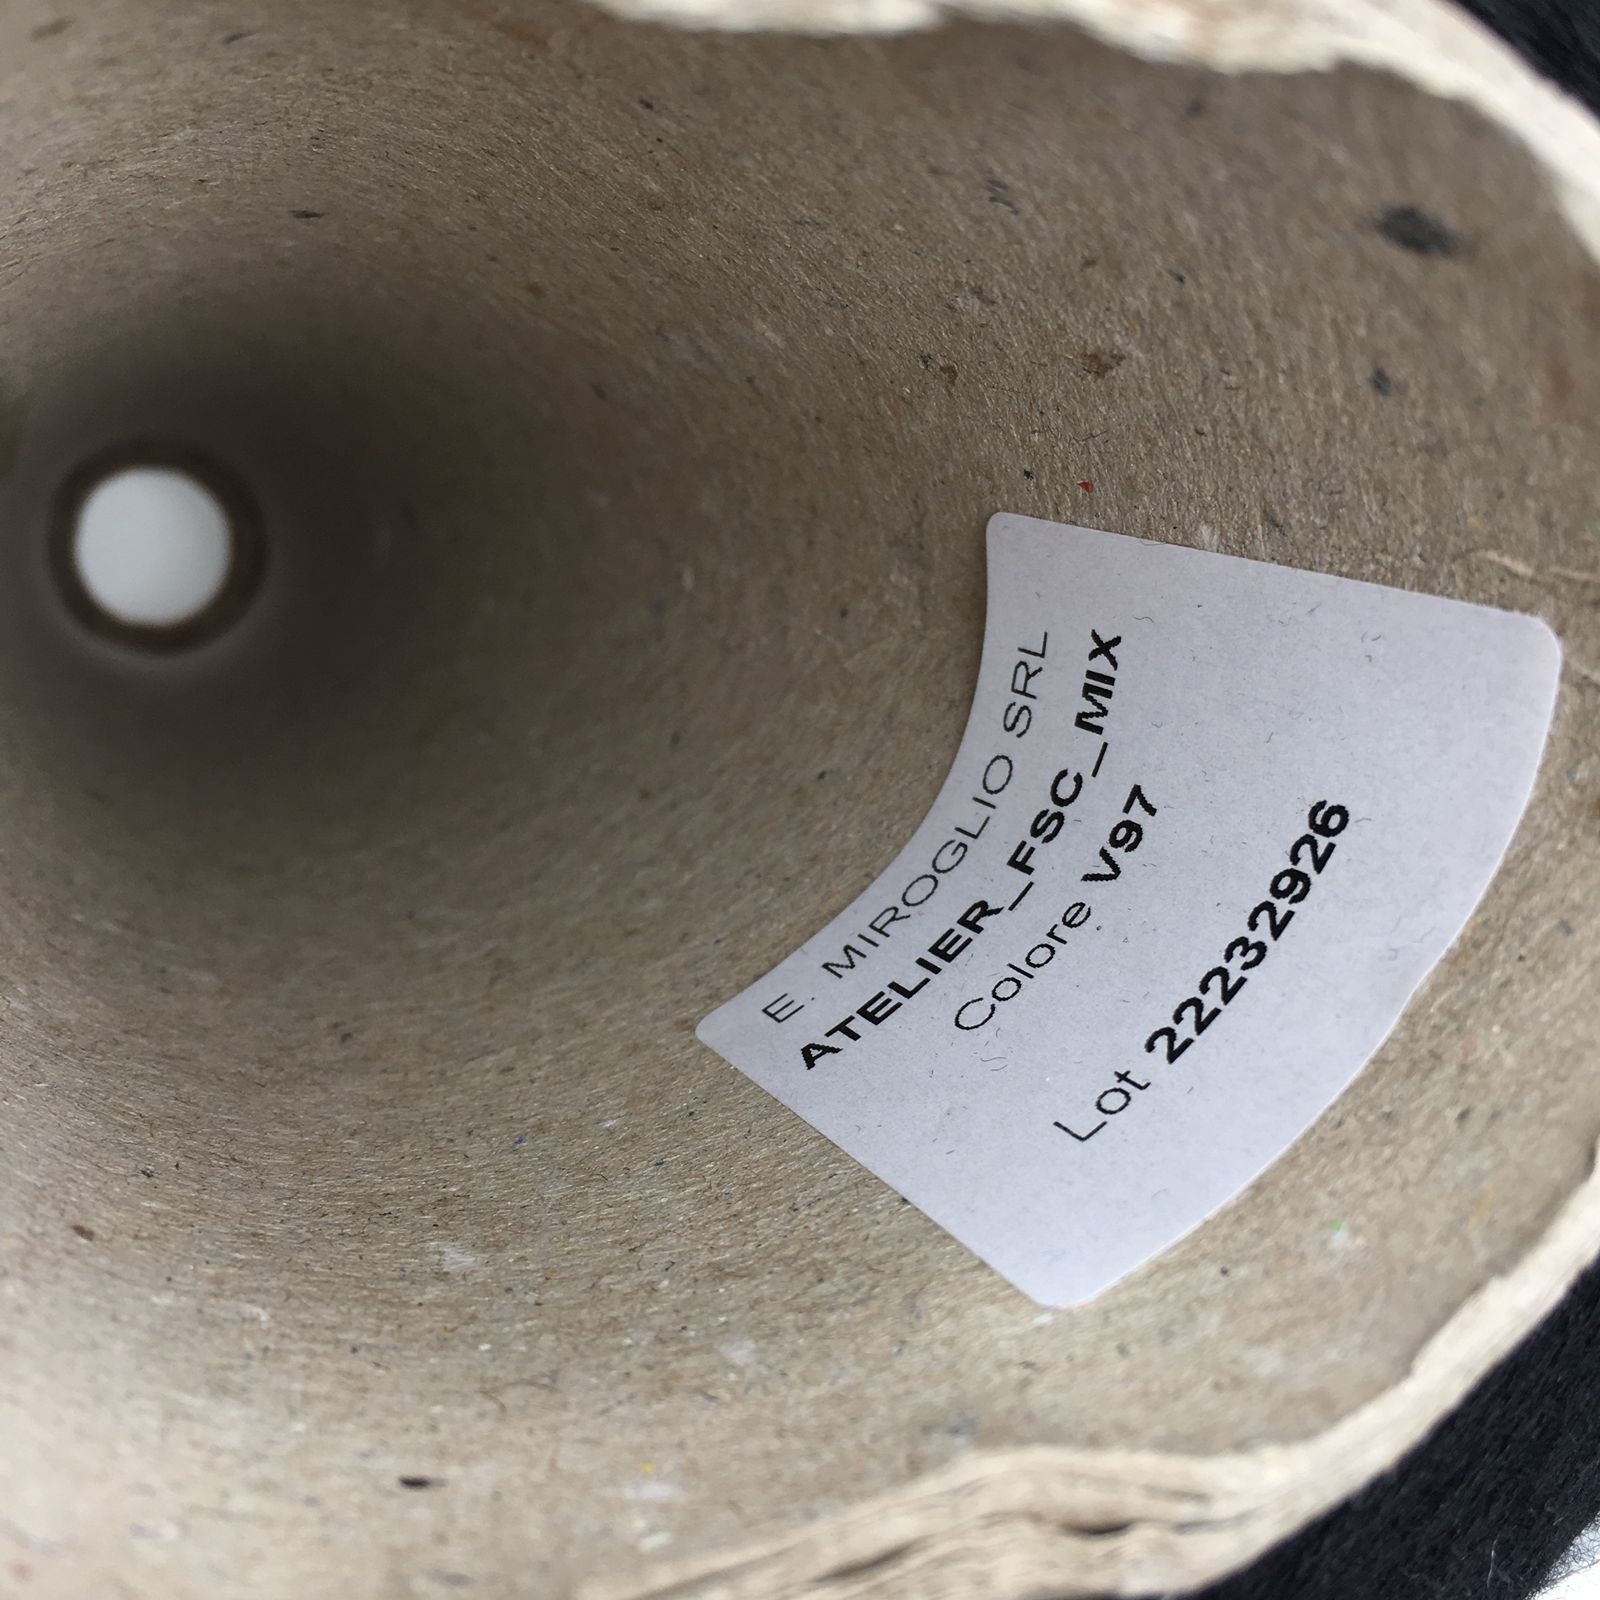 E. MIROGLIO SRL
ATELIER_FSC_MIX
Colore V97
Lot 22232926